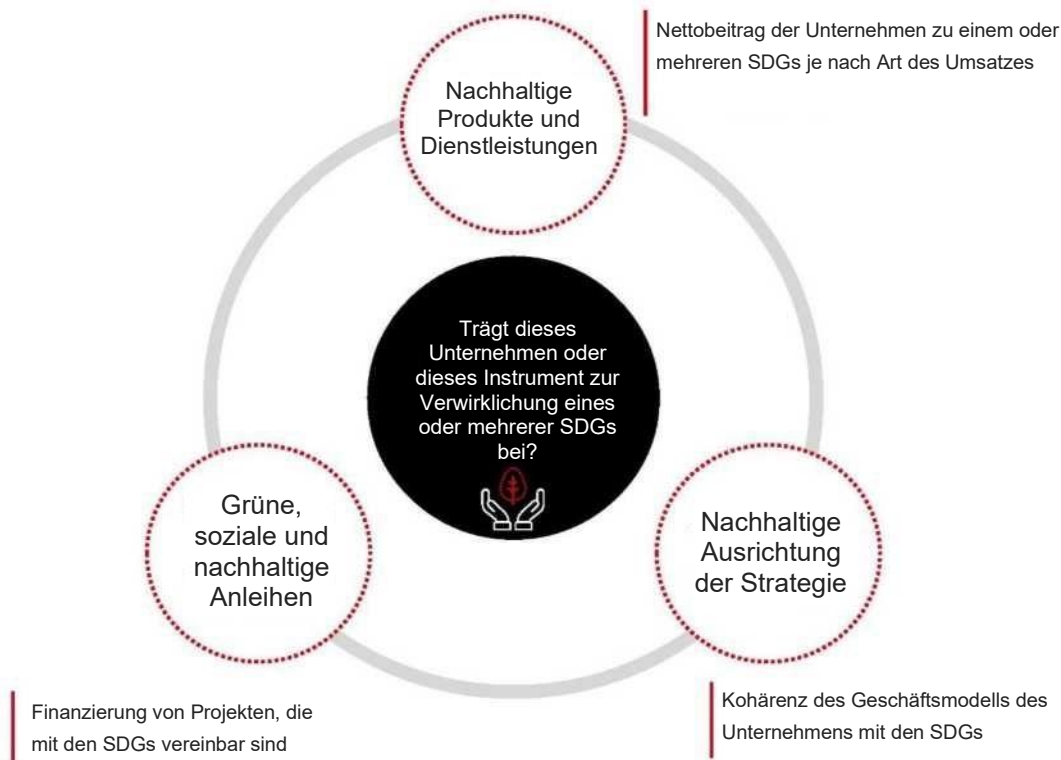 Nettobeitrag der Unternehmen zu einem oder
mehreren SDGs je nach Art des Umsatzes
Nachhaltige
Produkte und
Dienstleistungen
Trägt dieses
Unternehmen oder
dieses Instrument zur
Verwirklichung eines
oder mehrerer SDGs
bei?
Grüne,
soziale und
nachhaltige
Anleihen
Nachhaltige
Ausrichtung
der Strategie
Finanzierung von Projekten, die
mit den SDGs vereinbar sind
Kohärenz des Geschäftsmodells des
Unternehmens mit den SDGs